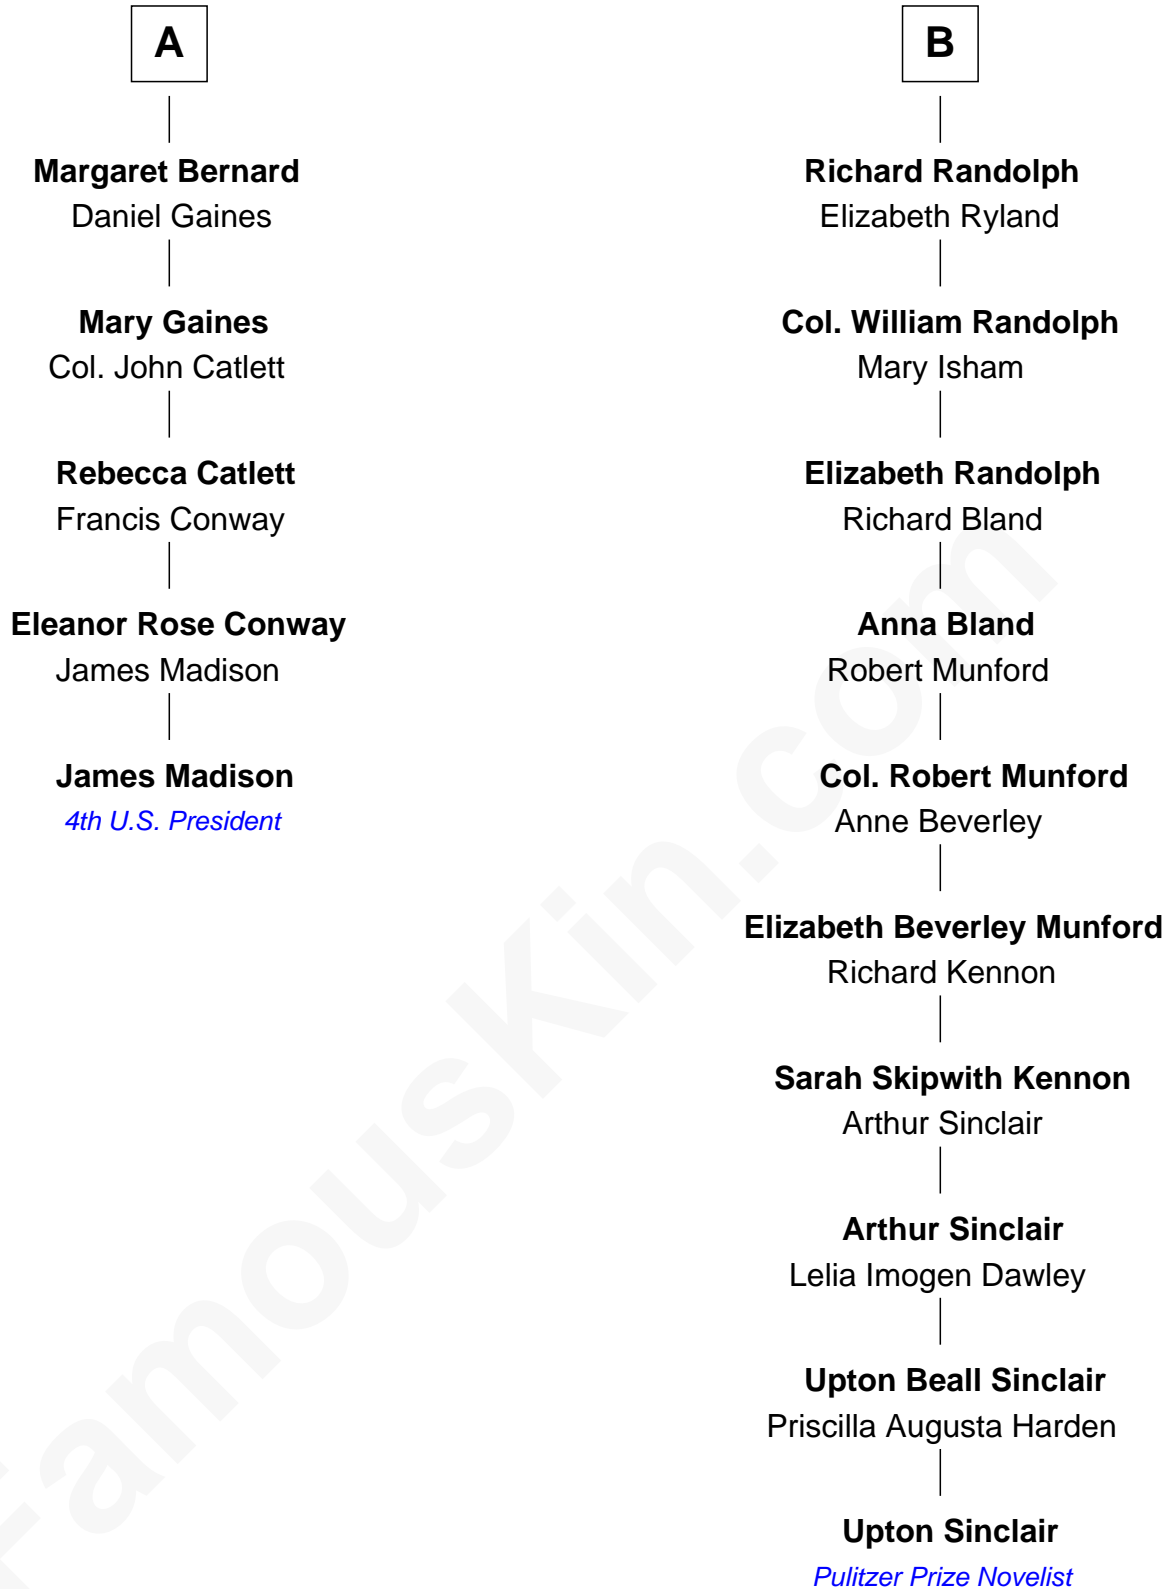 A
Margaret Bernard
Daniel Gaines
Mary Gaines
Col. John Catlett
Rebecca Catlett
Francis Conway
Eleanor Rose Conway
James Madison
James Madison
4th U.S. President
B
Richard Randolph
Elizabeth Ryland
Col. William Randolph
Mary Isham
Elizabeth Randolph
Richard Bland
Anna Bland
Robert Munford
Col. Robert Munford
Anne Beverley
Elizabeth Beverley Munford
Richard Kennon
Sarah Skipwith Kennon
Arthur Sinclair
Arthur Sinclair
Lelia Imogen Dawley
Upton Beall Sinclair
Priscilla Augusta Harden
Upton Sinclair
Pulitzer Prize Novelist
FamousKin.com